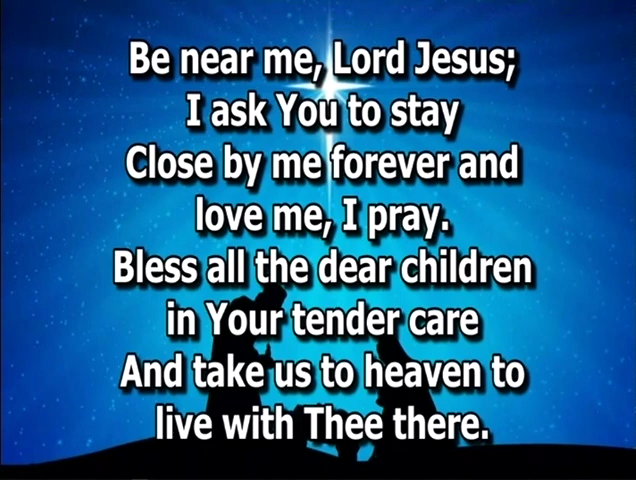 Be near me, Lord Jesus;
I ask You to stay
Close by me forever and
love me, I pray.
Bless all the dear children
in Your tender care
And take us to heaven to
live with Thee there.